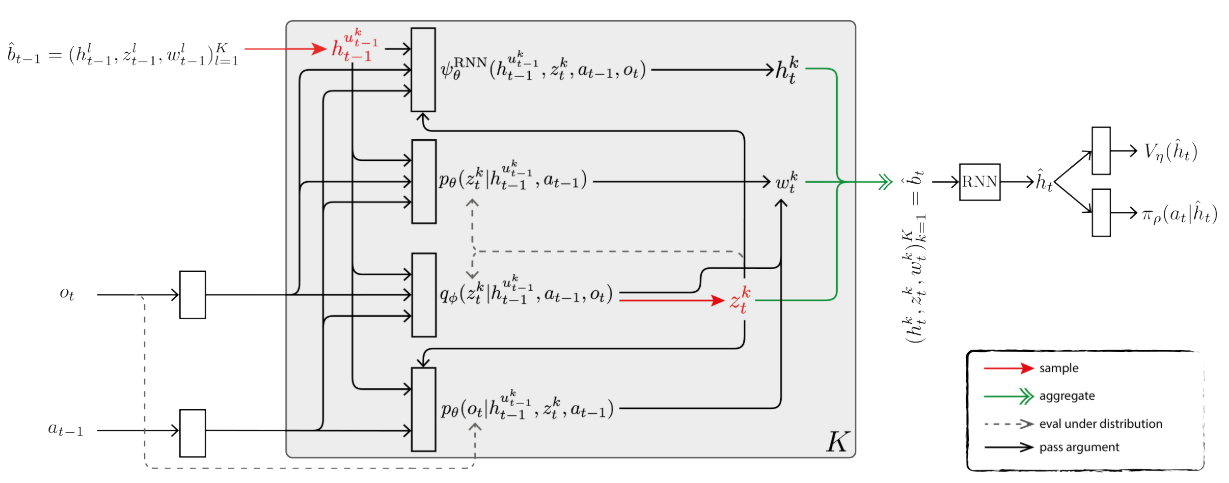 b̂_{t-1} = (h^l_{t-1}, z^l_{t-1}, w^l_{t-1})^K_{l=1}
h^{u^k_{t-1}}_{t-1}
ψ^{RNN}_θ(h^{u^k_{t-1}}_{t-1}, z^k_t, a_{t-1}, o_t)
h^k_t
p_θ(z^k_t|h^{u^k_{t-1}}_{t-1}, a_{t-1})
w^k_t
q_φ(z^k_t|h^{u^k_{t-1}}_{t-1}, a_{t-1}, o_t)
z^k_t
p_θ(o_t|h^{u^k_{t-1}}_{t-1}, z^k_t, a_{t-1})
K
o_t
a_{t-1}
(h^k_t, z^k_t, w^k_t)^K_{k=1} = b̂_t
RNN
ĥ_t
V_η(ĥ_t)
π_ρ(a_t|ĥ_t)
sample
aggregate
eval under distribution
pass argument